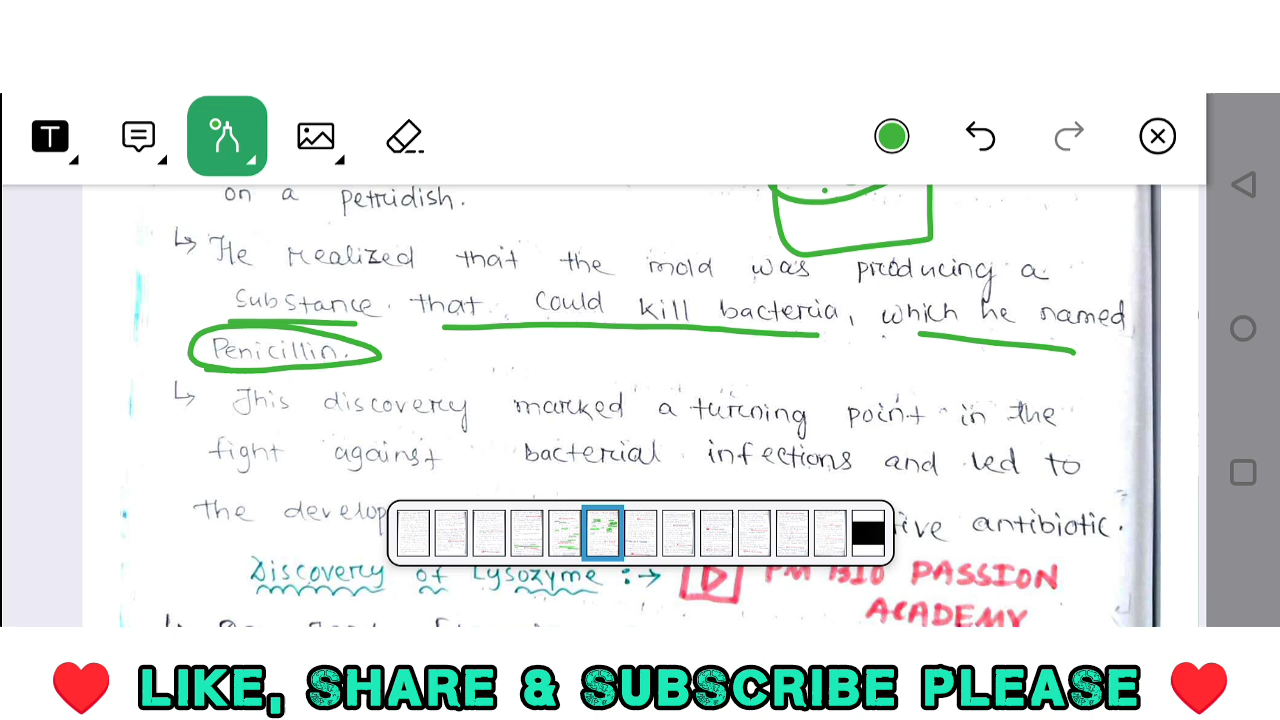 T
on a petridish.
↳ He realized that the mold was producing a
substance that could kill bacteria, which he named
Penicillin.
↳ This discovery marked a turning point in the
fight against bacterial infections and led to
the develop tive antibiotic.
Discovery of Lysozyme :→ PM BIO PASSION
ACADEMY
LIKE, SHARE & SUBSCRIBE PLEASE